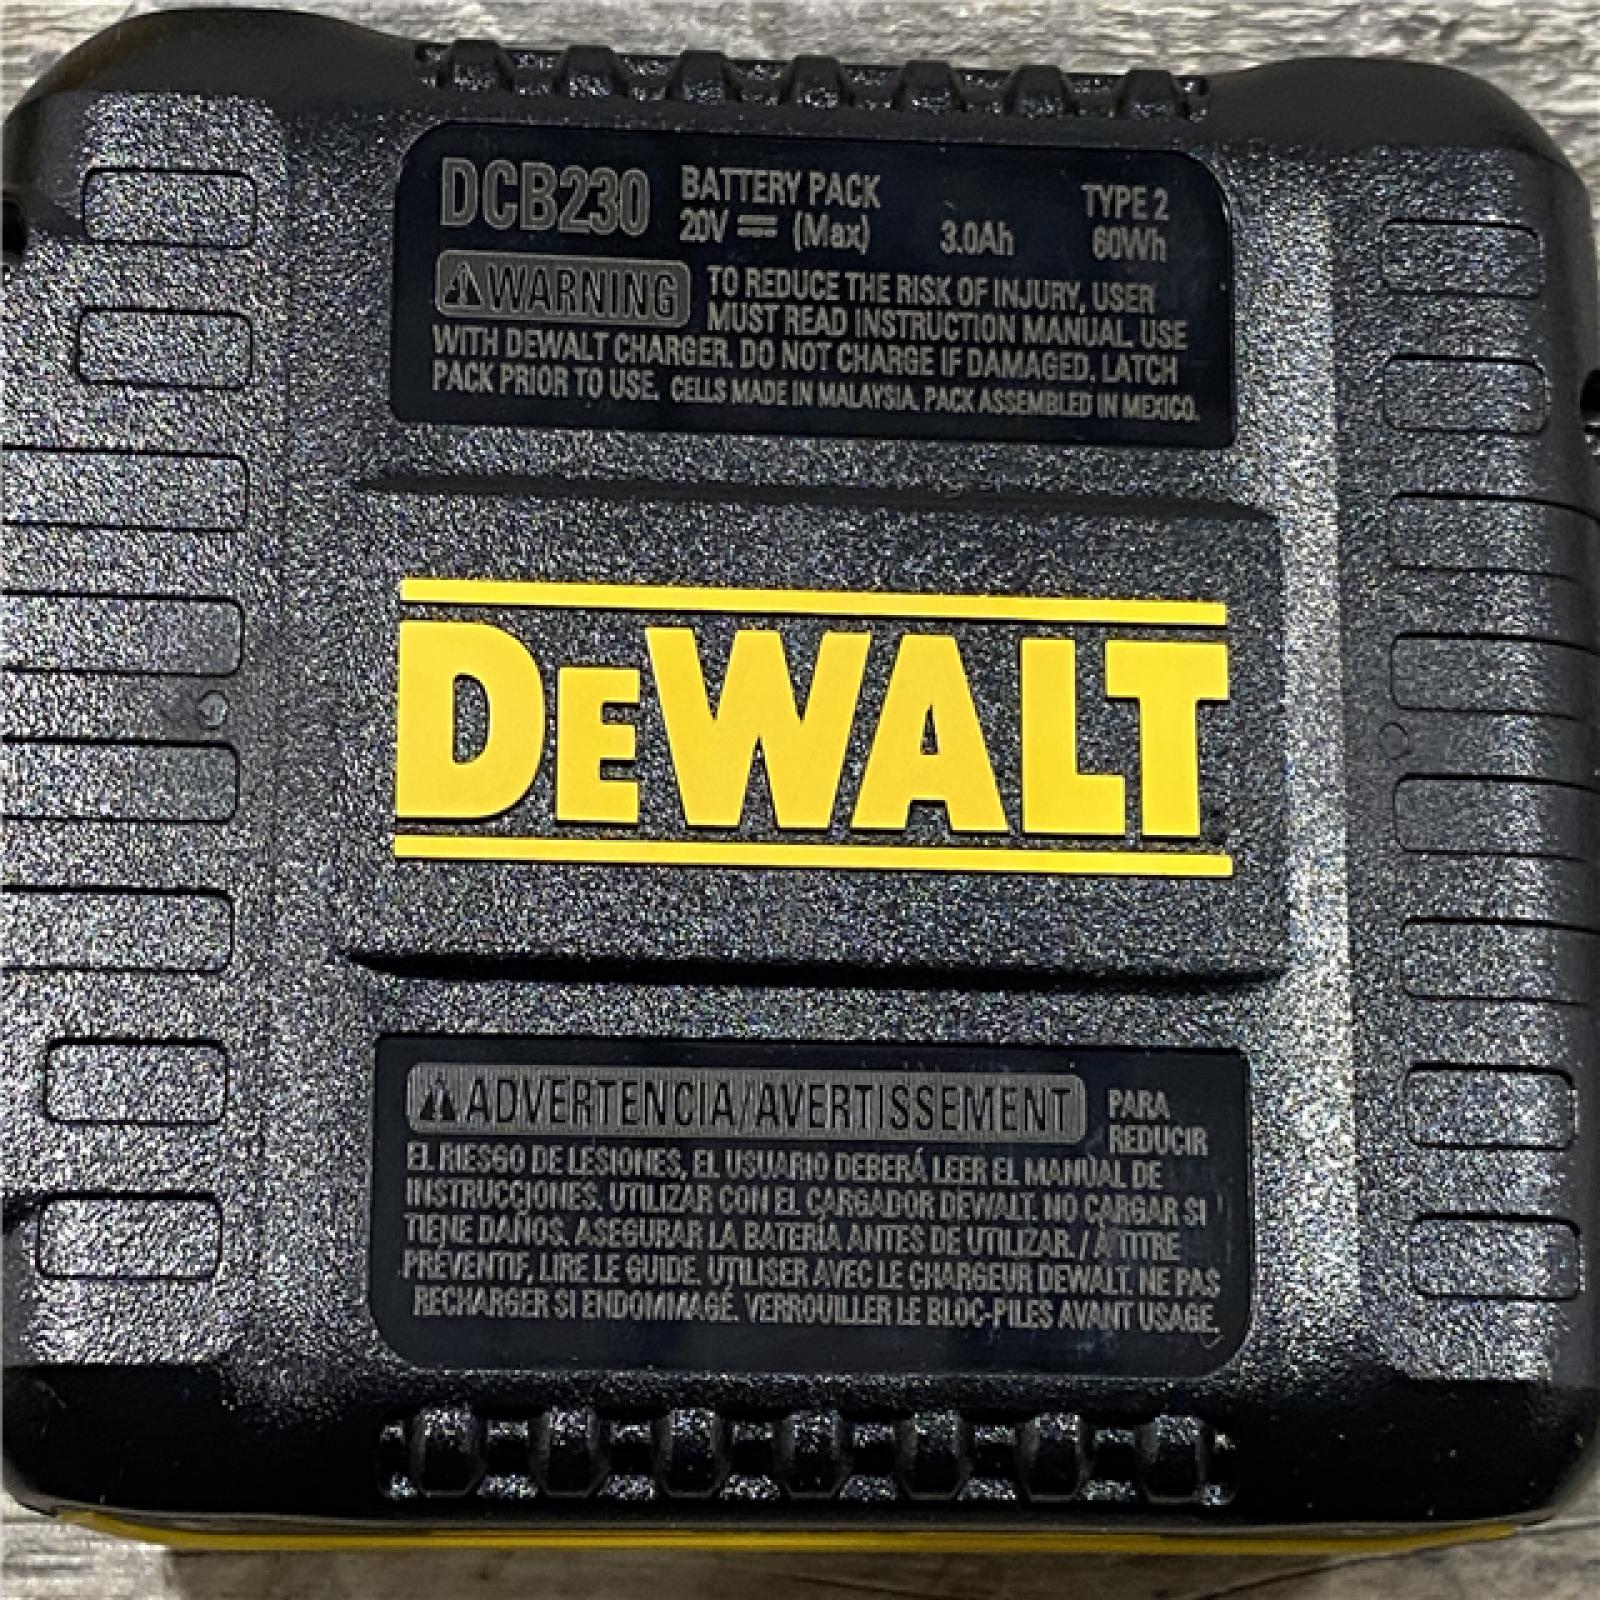 DCB230 BATTERY PACK TYPE 2
20V ⎓ (Max) 3.0Ah 60Wh
⚠WARNING TO REDUCE THE RISK OF INJURY, USER
MUST READ INSTRUCTION MANUAL. USE
WITH DEWALT CHARGER. DO NOT CHARGE IF DAMAGED. LATCH
PACK PRIOR TO USE. CELLS MADE IN MALAYSIA. PACK ASSEMBLED IN MEXICO.
DEWALT
⚠ADVERTENCIA/AVERTISSEMENT PARA
REDUCIR
EL RIESGO DE LESIONES, EL USUARIO DEBERÁ LEER EL MANUAL DE
INSTRUCCIONES. UTILIZAR CON EL CARGADOR DEWALT. NO CARGAR SI
TIENE DAÑOS. ASEGURAR LA BATERÍA ANTES DE UTILIZAR. / À TITRE
PRÉVENTIF, LIRE LE GUIDE. UTILISER AVEC LE CHARGEUR DEWALT. NE PAS
RECHARGER SI ENDOMMAGÉ. VERROUILLER LE BLOC-PILES AVANT USAGE.